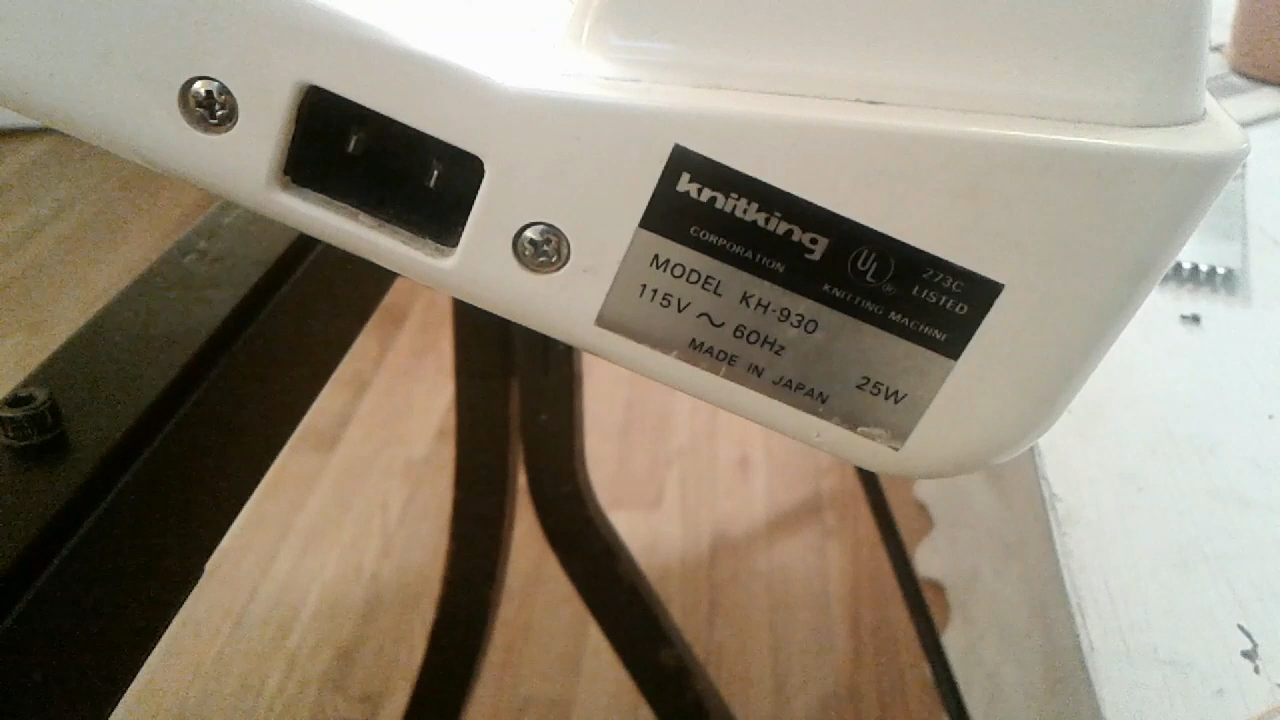 knitking
CORPORATION
UL
273C
LISTED
KNITTING MACHINE
MODEL KH-930
115V ~ 60Hz 25W
MADE IN JAPAN